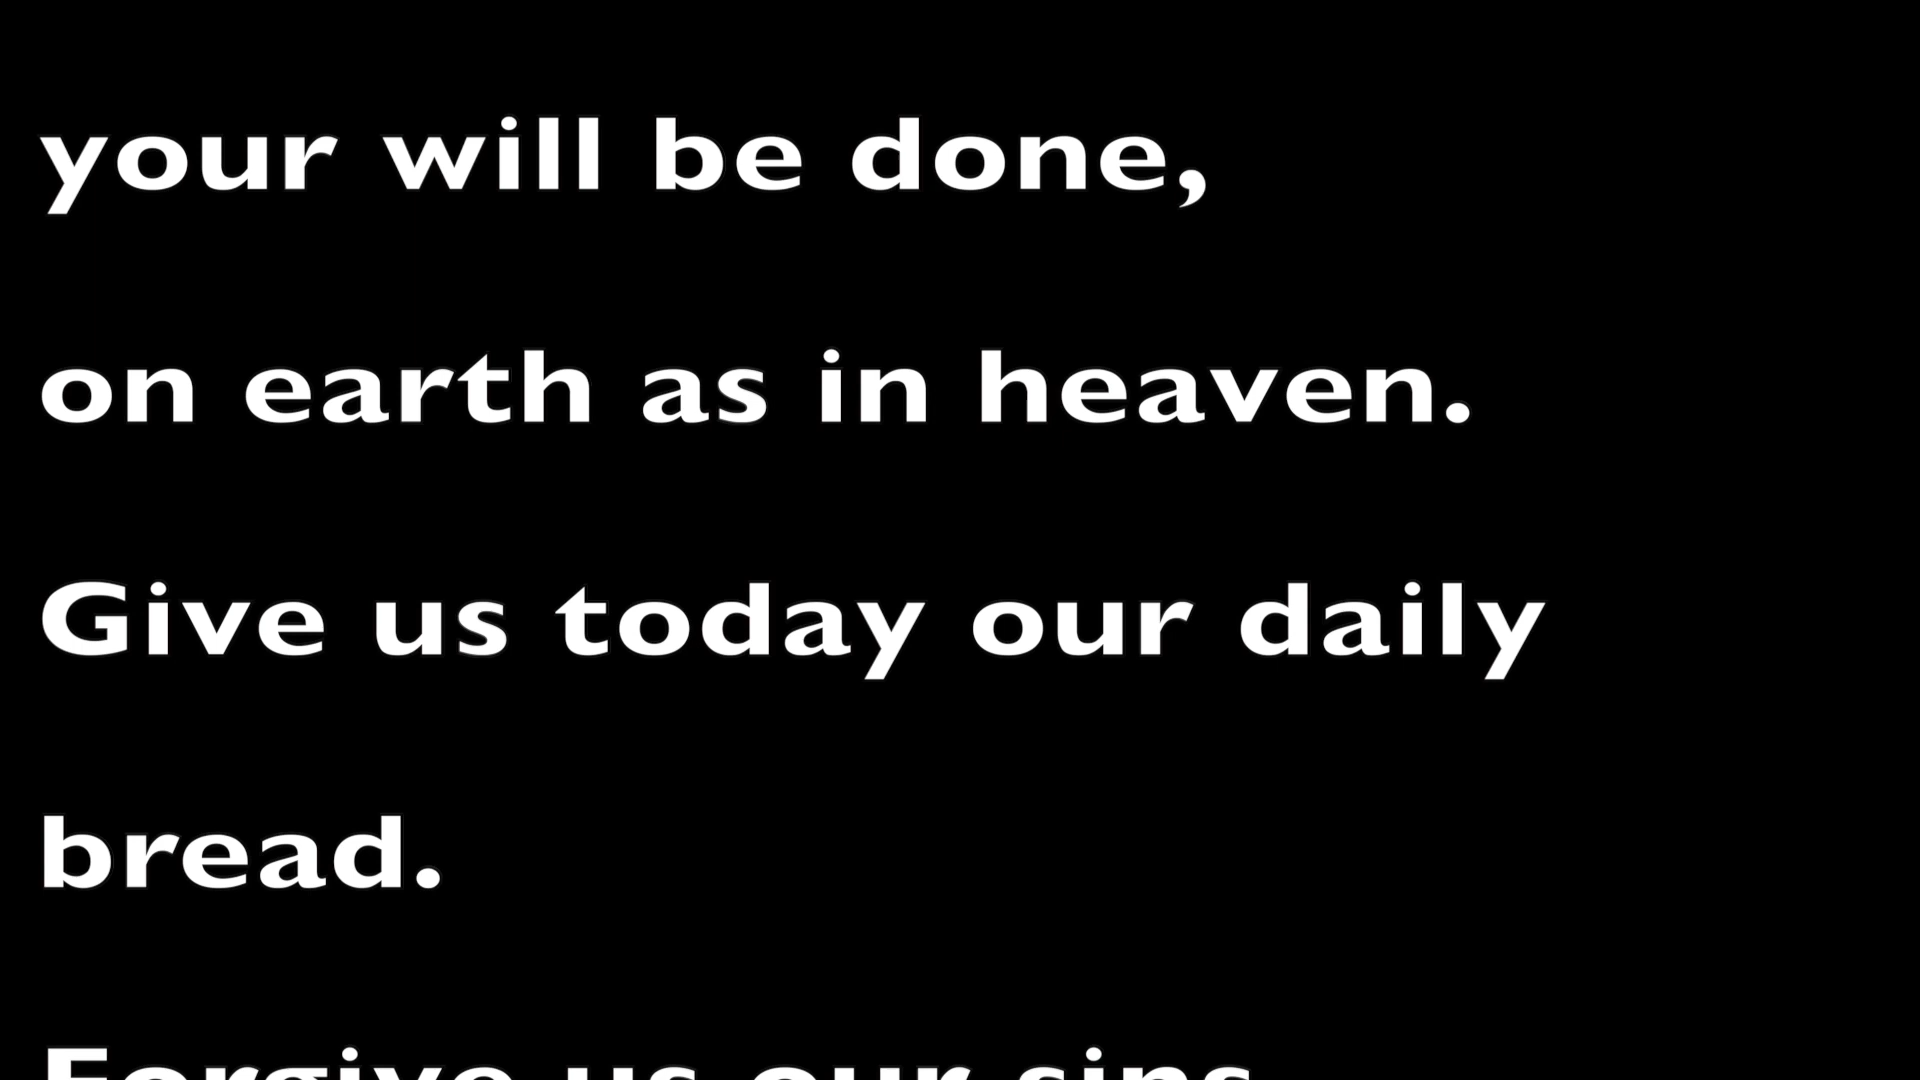 your will be done,
on earth as in heaven.
Give us today our daily
bread.
Forgive us our sins